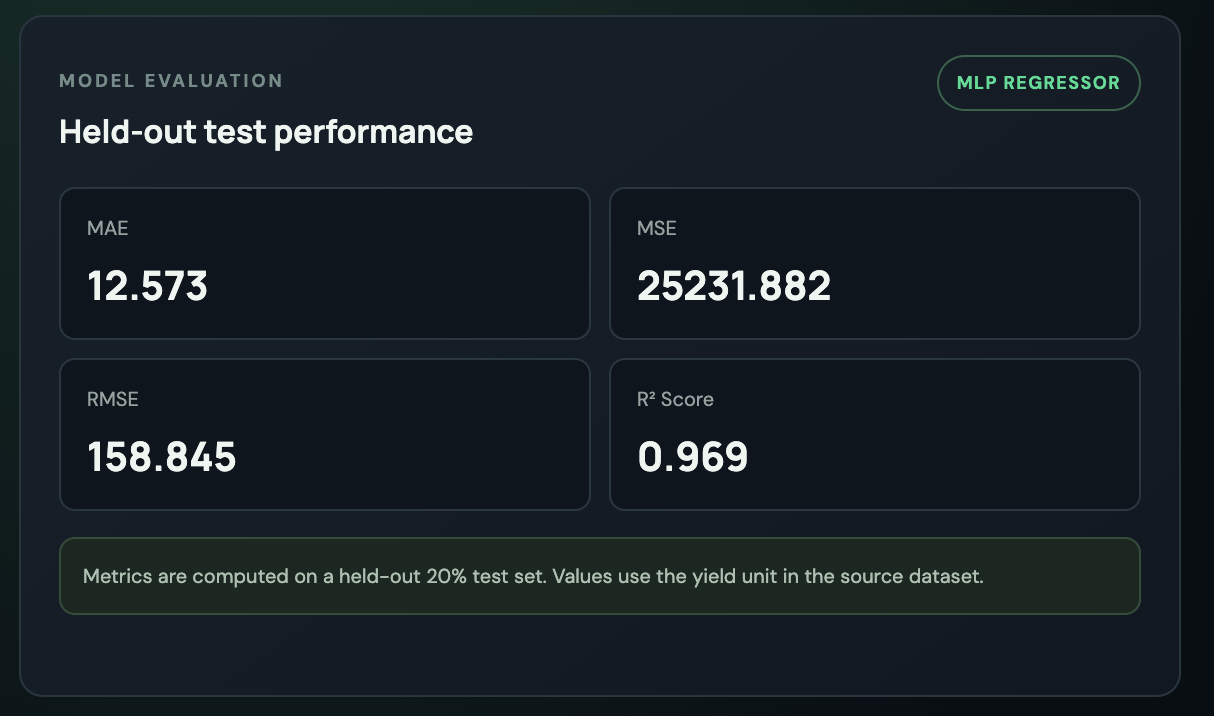 MODEL EVALUATION
MLP REGRESSOR
Held-out test performance
MAE
12.573
MSE
25231.882
RMSE
158.845
R² Score
0.969
Metrics are computed on a held-out 20% test set. Values use the yield unit in the source dataset.